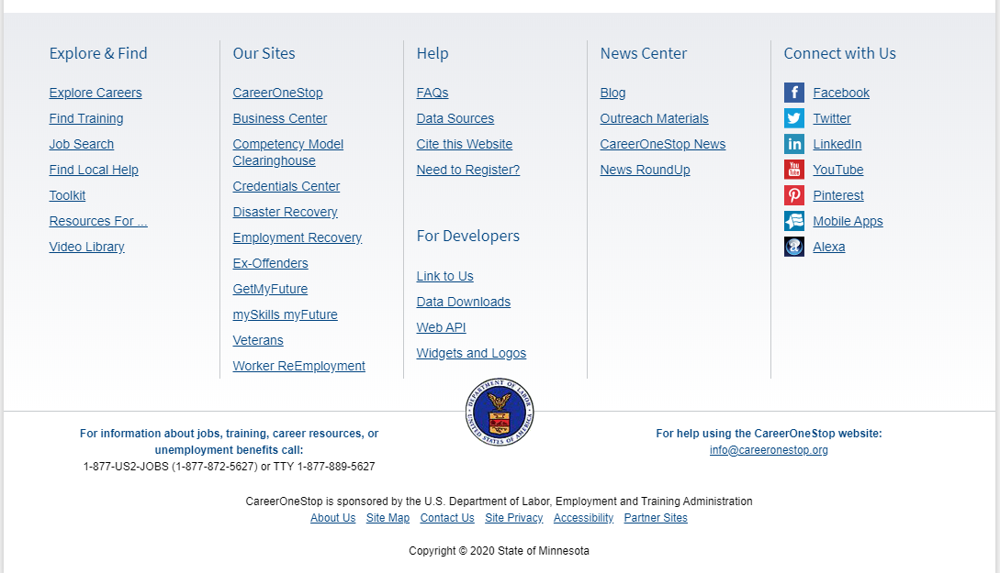 Explore & Find
Explore Careers
Find Training
Job Search
Find Local Help
Toolkit
Resources For ...
Video Library
Our Sites
CareerOneStop
Business Center
Competency Model
Clearinghouse
Credentials Center
Disaster Recovery
Employment Recovery
Ex-Offenders
GetMyFuture
mySkills myFuture
Veterans
Worker ReEmployment
Help
FAQs
Data Sources
Cite this Website
Need to Register?
For Developers
Link to Us
Data Downloads
Web API
Widgets and Logos
News Center
Blog
Outreach Materials
CareerOneStop News
News RoundUp
Connect with Us
f Facebook
Twitter
in LinkedIn
You Tube YouTube
Pinterest
Mobile Apps
a Alexa
DEPARTMENT OF LABOR
UNITED STATES OF AMERICA
For information about jobs, training, career resources, or
unemployment benefits call:
1-877-US2-JOBS (1-877-872-5627) or TTY 1-877-889-5627
For help using the CareerOneStop website:
info@careeronestop.org
CareerOneStop is sponsored by the U.S. Department of Labor, Employment and Training Administration
About Us Site Map Contact Us Site Privacy Accessibility Partner Sites
Copyright © 2020 State of Minnesota